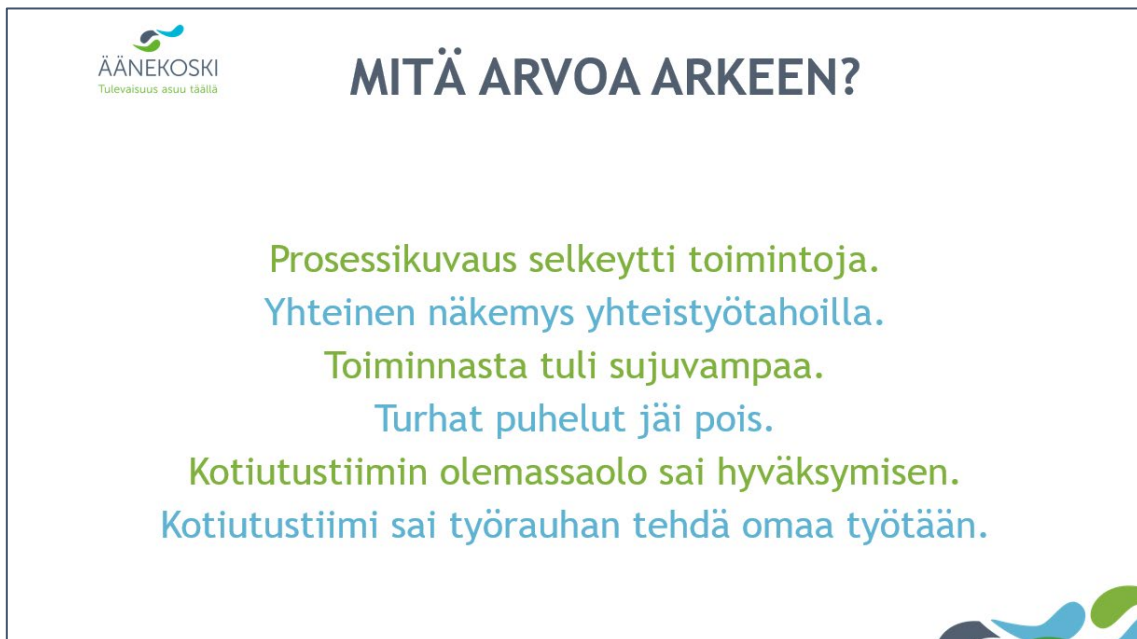 ÄÄNEKOSKI
Tulevaisuus asuu täällä
MITÄ ARVOA ARKEEN?
Prosessikuvaus selkeytti toimintoja.
Yhteinen näkemys yhteistyötahoilla.
Toiminnasta tuli sujuvampaa.
Turhat puhelut jäi pois.
Kotiutustiimin olemassaolo sai hyväksymisen.
Kotiutustiimi sai työrauhan tehdä omaa työtään.